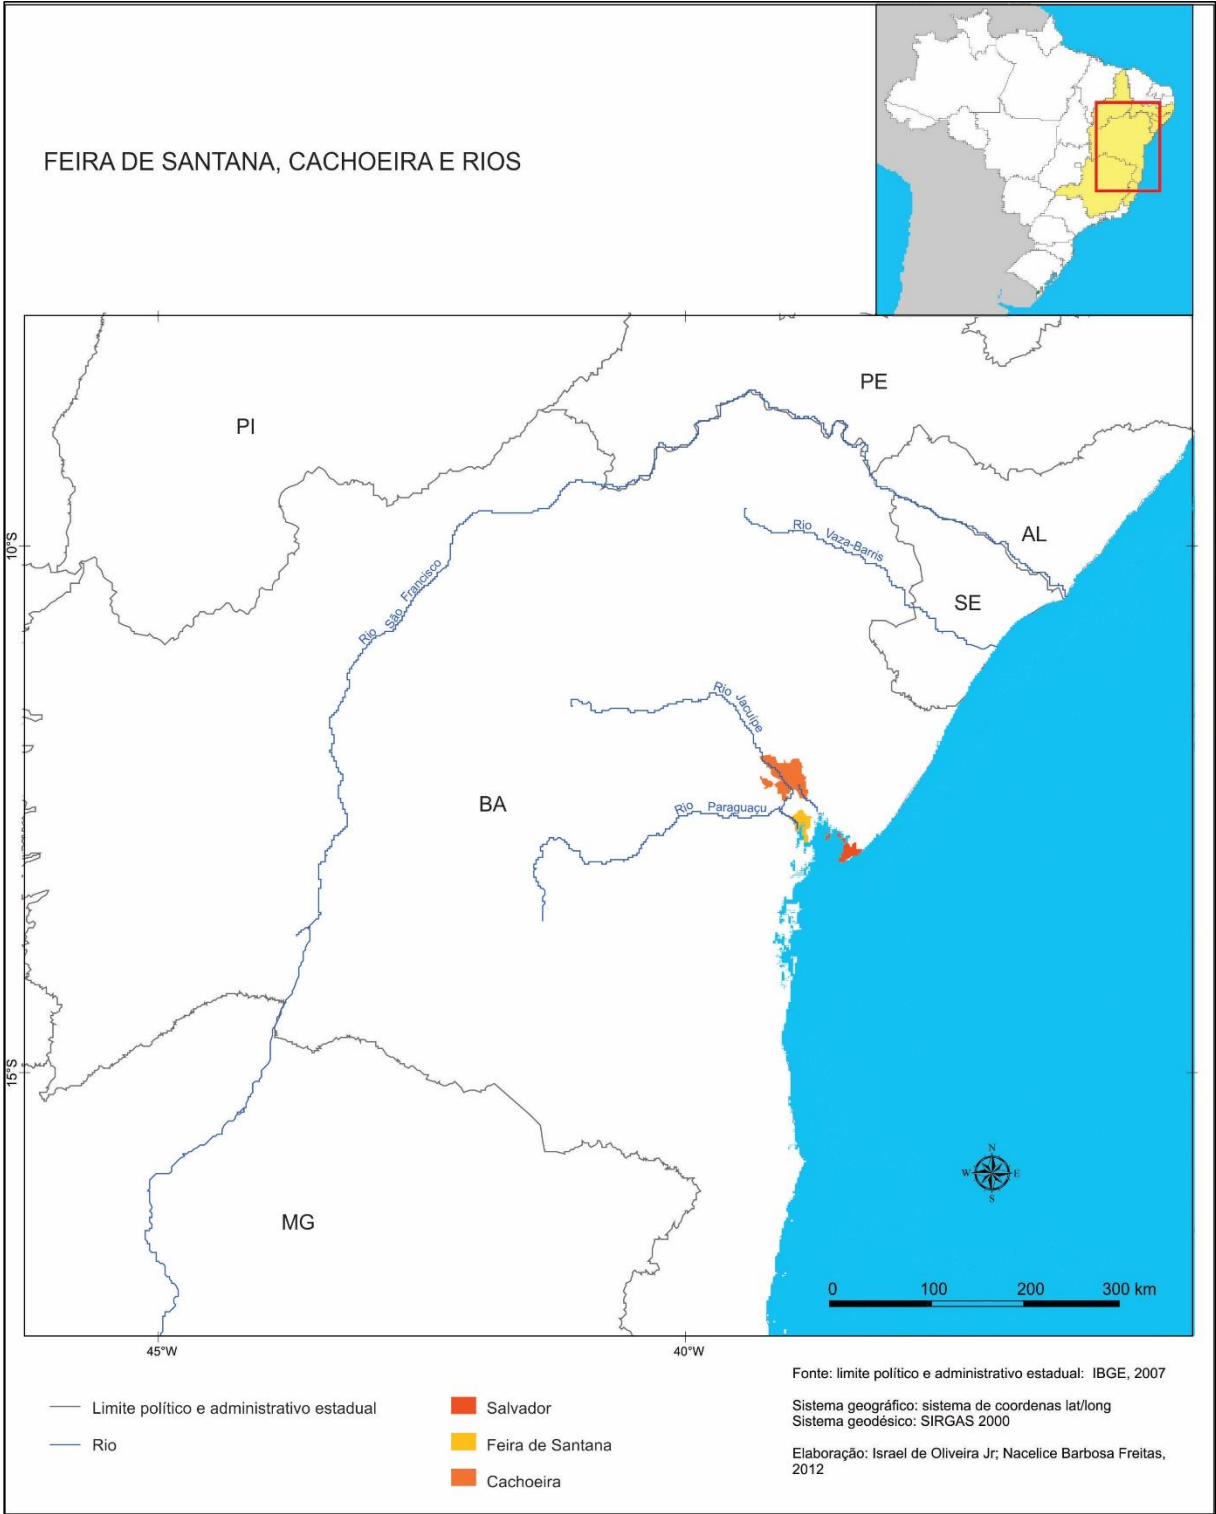 FEIRA DE SANTANA, CACHOEIRA E RIOS
PI
PE
AL
SE
BA
MG
Rio São Francisco
Rio Vaza-Barris
Rio Jacuípe
Rio Paraguaçu
10°S
15°S
45°W
40°W
N
W
E
S
0 100 200 300 km
Limite político e administrativo estadual
Rio
Salvador
Feira de Santana
Cachoeira
Fonte: limite político e administrativo estadual: IBGE, 2007
Sistema geográfico: sistema de coordenas lat/long
Sistema geodésico: SIRGAS 2000
Elaboração: Israel de Oliveira Jr; Nacelice Barbosa Freitas,
2012